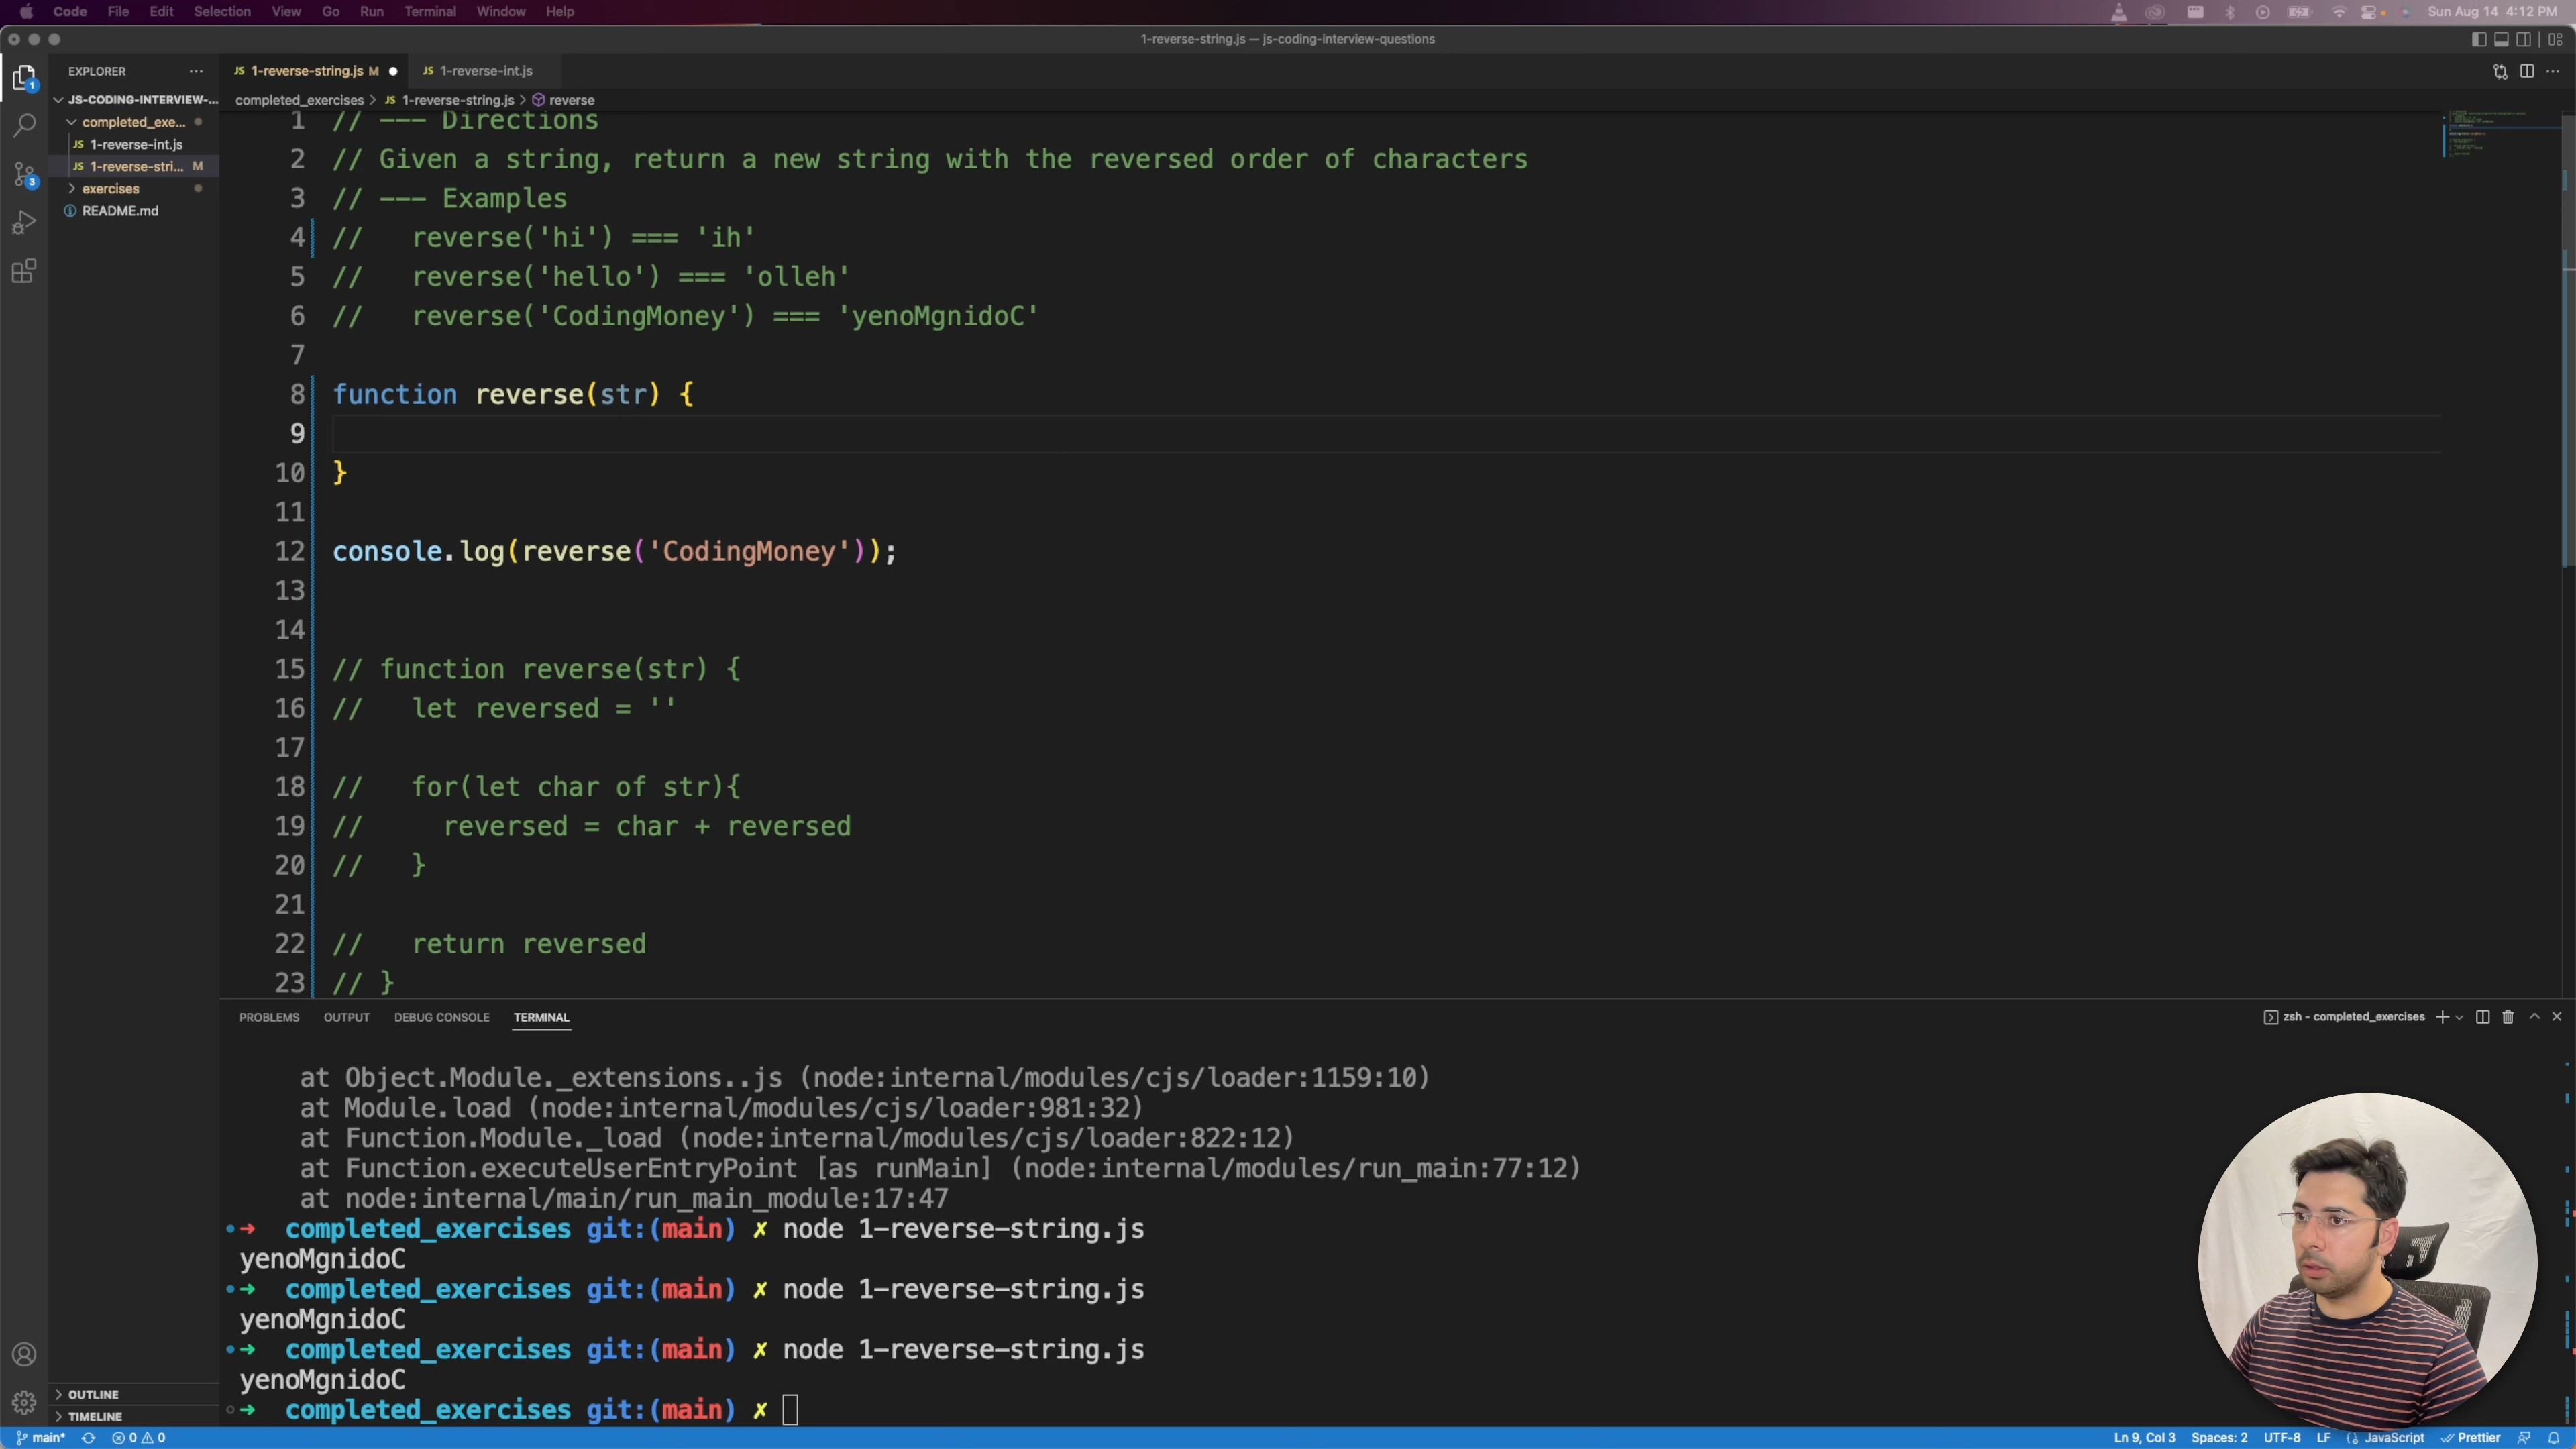 Code File Edit Selection View Go Run Terminal Window Help
Sun Aug 14 4:12 PM
1-reverse-string.js — js-coding-interview-questions
EXPLORER ...
JS-CODING-INTERVIEW-...
completed_exe...
JS 1-reverse-int.js
JS 1-reverse-stri... M
exercises
README.md
1
3
JS 1-reverse-string.js M
JS 1-reverse-int.js
completed_exercises > JS 1-reverse-string.js > reverse
1 // --- Directions
2 // Given a string, return a new string with the reversed order of characters
3 // --- Examples
4 //   reverse('hi') === 'ih'
5 //   reverse('hello') === 'olleh'
6 //   reverse('CodingMoney') === 'yenoMgnidoC'
7
8 function reverse(str) {
9
10 }
11
12 console.log(reverse('CodingMoney'));
13
14
15 // function reverse(str) {
16 //   let reversed = ''
17
18 //   for(let char of str){
19 //     reversed = char + reversed
20 //   }
21
22 //   return reversed
23 // }
PROBLEMS OUTPUT DEBUG CONSOLE TERMINAL
zsh - completed_exercises
at Object.Module._extensions..js (node:internal/modules/cjs/loader:1159:10)
at Module.load (node:internal/modules/cjs/loader:981:32)
at Function.Module._load (node:internal/modules/cjs/loader:822:12)
at Function.executeUserEntryPoint [as runMain] (node:internal/modules/run_main:77:12)
at node:internal/main/run_main_module:17:47
➜ completed_exercises git:(main) ✗ node 1-reverse-string.js
yenoMgnidoC
➜ completed_exercises git:(main) ✗ node 1-reverse-string.js
yenoMgnidoC
➜ completed_exercises git:(main) ✗ node 1-reverse-string.js
yenoMgnidoC
➜ completed_exercises git:(main) ✗
OUTLINE
TIMELINE
main* 0 0
Ln 9, Col 3 Spaces: 2 UTF-8 LF {} JavaScript Prettier